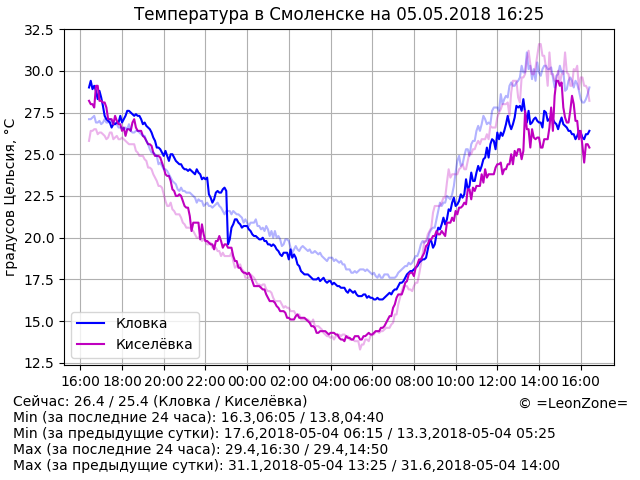 Температура в Смоленске на 05.05.2018 16:25
32.5
30.0
27.5
25.0
22.5
20.0
17.5
15.0
12.5
градусов Цельсия, °C
Кловка
Киселёвка
16:00 18:00 20:00 22:00 00:00 02:00 04:00 06:00 08:00 10:00 12:00 14:00 16:00
Сейчас: 26.4 / 25.4 (Кловка / Киселёвка)
© =LeonZone=
Min (за последние 24 часа): 16.3,06:05 / 13.8,04:40
Min (за предыдущие сутки): 17.6,2018-05-04 06:15 / 13.3,2018-05-04 05:25
Max (за последние 24 часа): 29.4,16:30 / 29.4,14:50
Max (за предыдущие сутки): 31.1,2018-05-04 13:25 / 31.6,2018-05-04 14:00